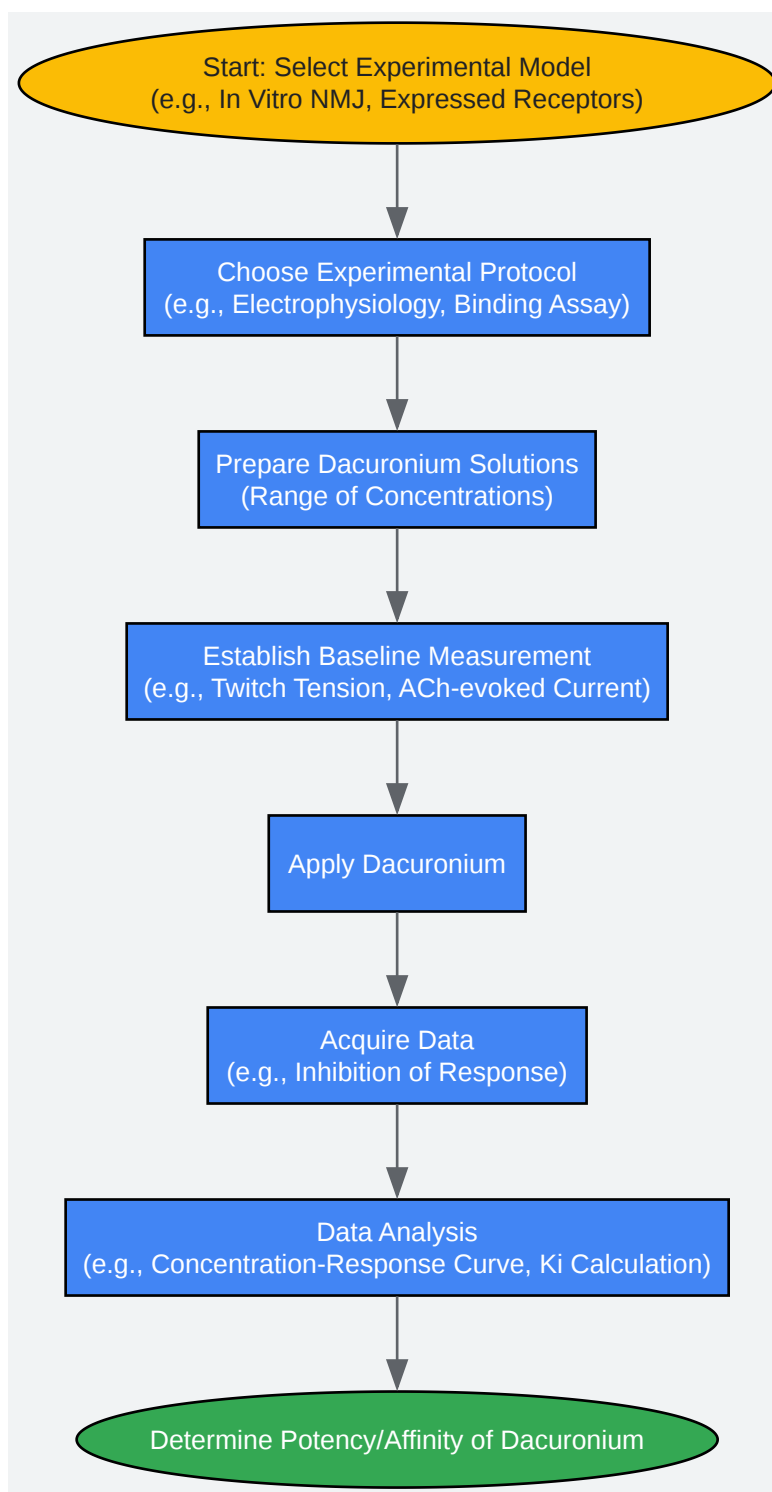 Start: Select Experimental Model
(e.g., In Vitro NMJ, Expressed Receptors)
Choose Experimental Protocol
(e.g., Electrophysiology, Binding Assay)
Prepare Dacuronium Solutions
(Range of Concentrations)
Establish Baseline Measurement
(e.g., Twitch Tension, ACh-evoked Current)
Apply Dacuronium
Acquire Data
(e.g., Inhibition of Response)
Data Analysis
(e.g., Concentration-Response Curve, Ki Calculation)
Determine Potency/Affinity of Dacuronium